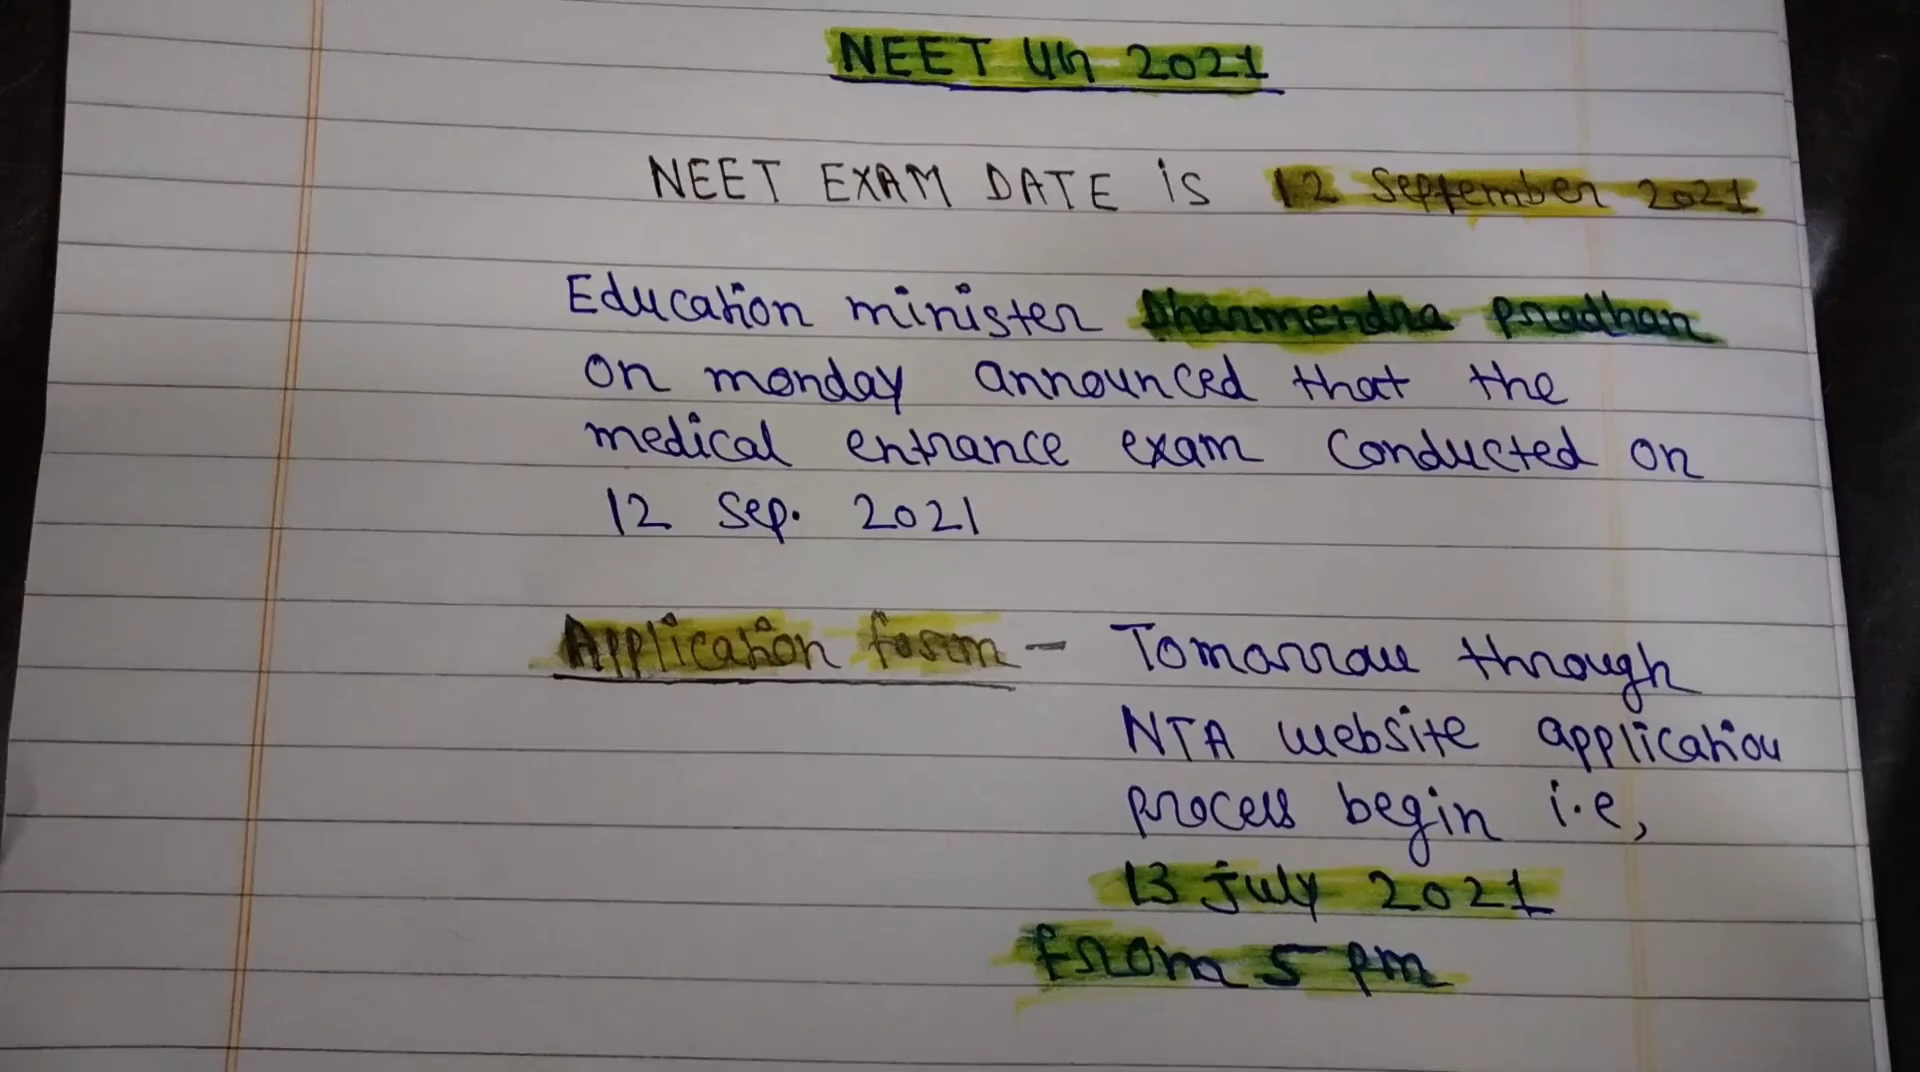 NEET UG 2021
NEET EXAM DATE is 12 September 2021
Education minister Dharmendra pradhan
on monday announced that the
medical entrance exam conducted on
12 Sep. 2021
Application form - Tomorrow through
NTA website application
process begin i.e,
13 July 2021
From 5 pm